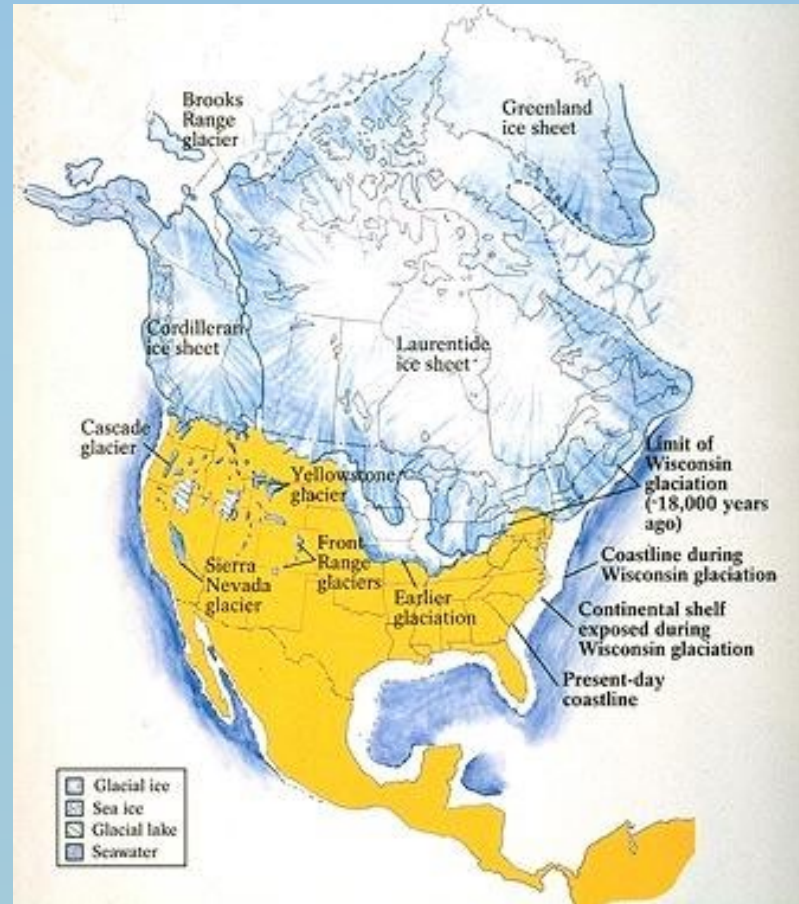 Brooks
Range
glacier
Greenland
ice sheet
Cordilleran
ice sheet
Laurentide
ice sheet
Cascade
glacier
Yellowstone
glacier
Limit of
Wisconsin
glaciation
(~18,000 years
ago)
Sierra
Nevada
glacier
Front
Range
glaciers
Earlier
glaciation
Coastline during
Wisconsin glaciation
Continental shelf
exposed during
Wisconsin glaciation
Present-day
coastline
Glacial ice
Sea ice
Glacial lake
Seawater